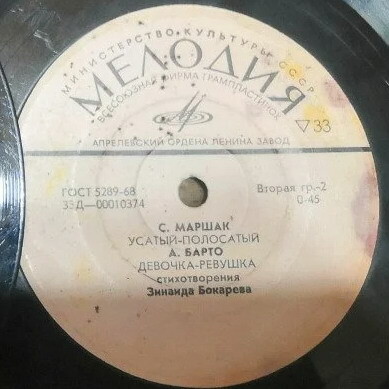 МИНИСТЕРСТВО КУЛЬТУРЫ СССР
МЕЛОДИЯ
ВСЕСОЮЗНАЯ ФИРМА ГРАМПЛАСТИНОК
▽33
АПРЕЛЕВСКИЙ ОРДЕНА ЛЕНИНА ЗАВОД
ГОСТ 5289-68
33Д—00010374
Вторая гр.-2
0-45
С. МАРШАК
УСАТЫЙ-ПОЛОСАТЫЙ
А. БАРТО
ДЕВОЧКА-РЕВУШКА
стихотворения
Зинаида Бокарева